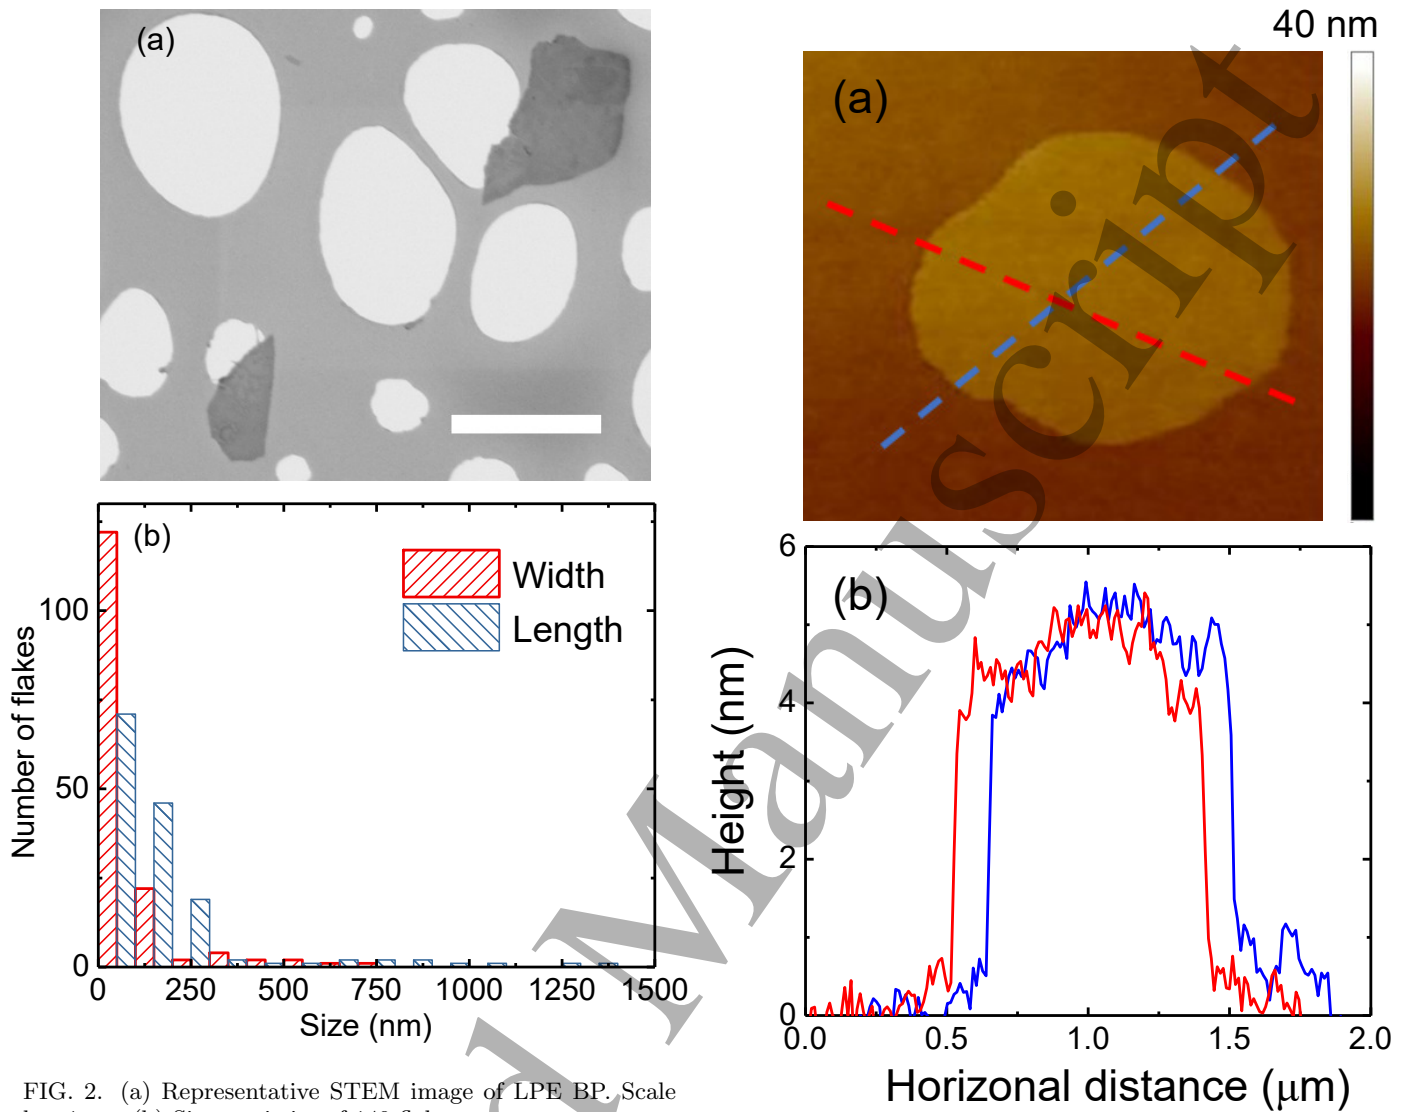 (a)
(b)
Width
Length
Number of flakes
100
50
0
0 250 500 750 1000 1250 1500
Size (nm)
FIG. 2. (a) Representative STEM image of LPE BP. Scale
40 nm
(a)
(b)
Height (nm)
6
4
2
0
0.0 0.5 1.0 1.5 2.0
Horizonal distance (μm)
d Manuscript